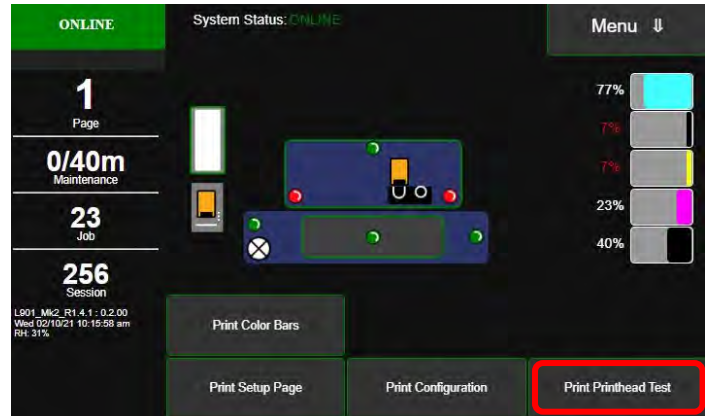 ONLINE
System Status: ONLINE
Menu ⇓
1
Page
0/40m
Maintenance
23
Job
256
Session
L901_Mk2_R1.4.1 : 0.2.00
Wed 02/10/21 10:15:58 am
RH: 31%
77%
7%
7%
23%
40%
Print Color Bars
Print Setup Page
Print Configuration
Print Printhead Test